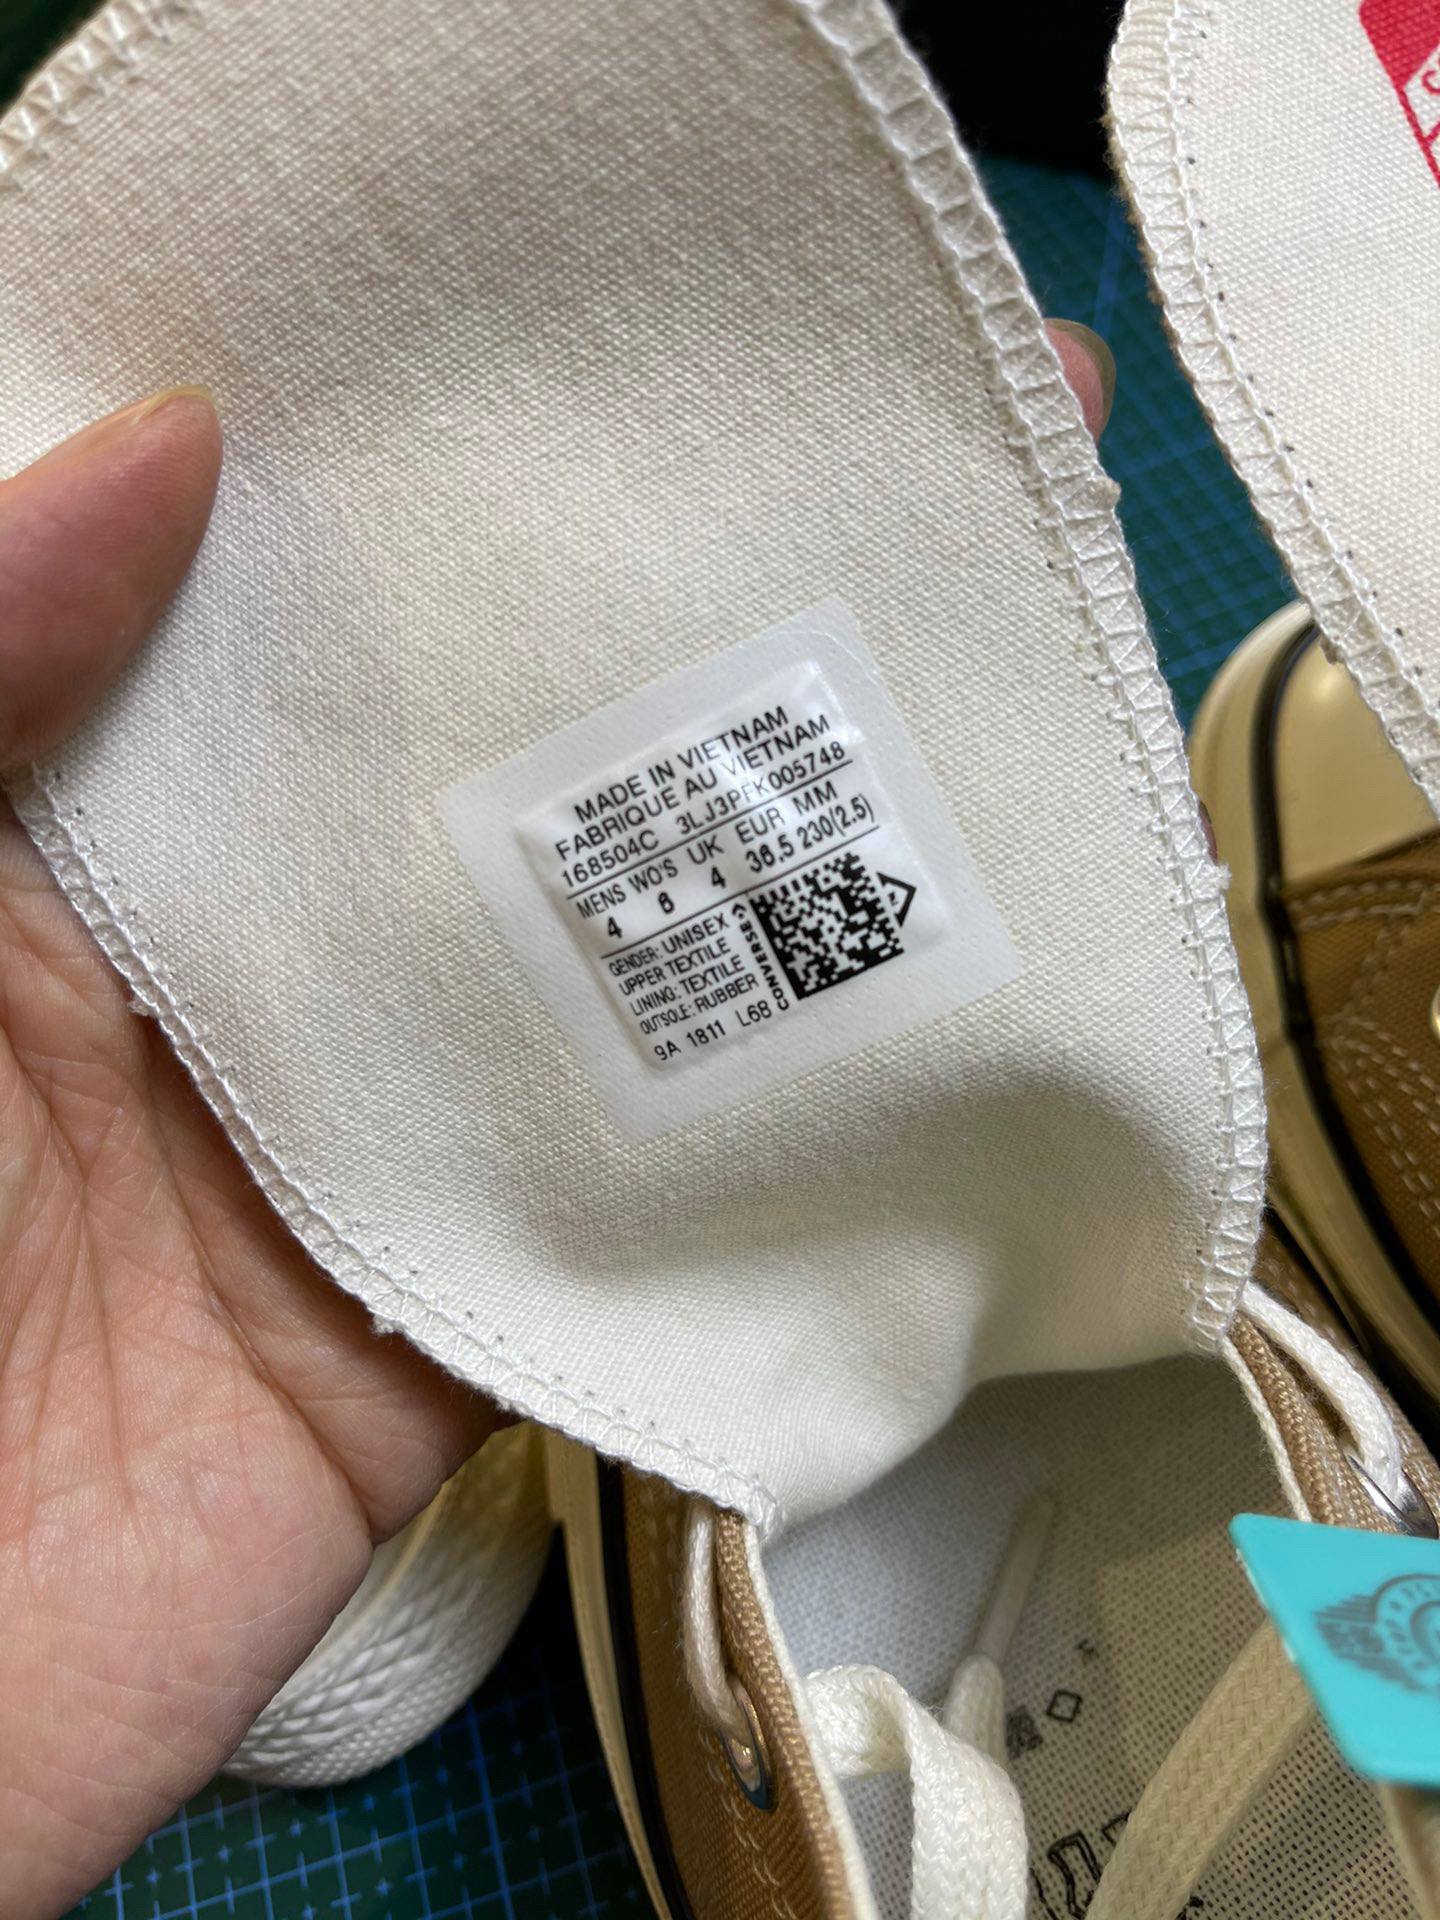 MADE IN VIETNAM
FABRIQUE AU VIETNAM
168504C 3LJ3PFK005748
MENS WO'S UK EUR MM
4 6 4 36.5 230(2.5)
GENDER: UNISEX
UPPER TEXTILE
LINING: TEXTILE
OUTSOLE: RUBBER
9A 1811 L68
CONVERSE